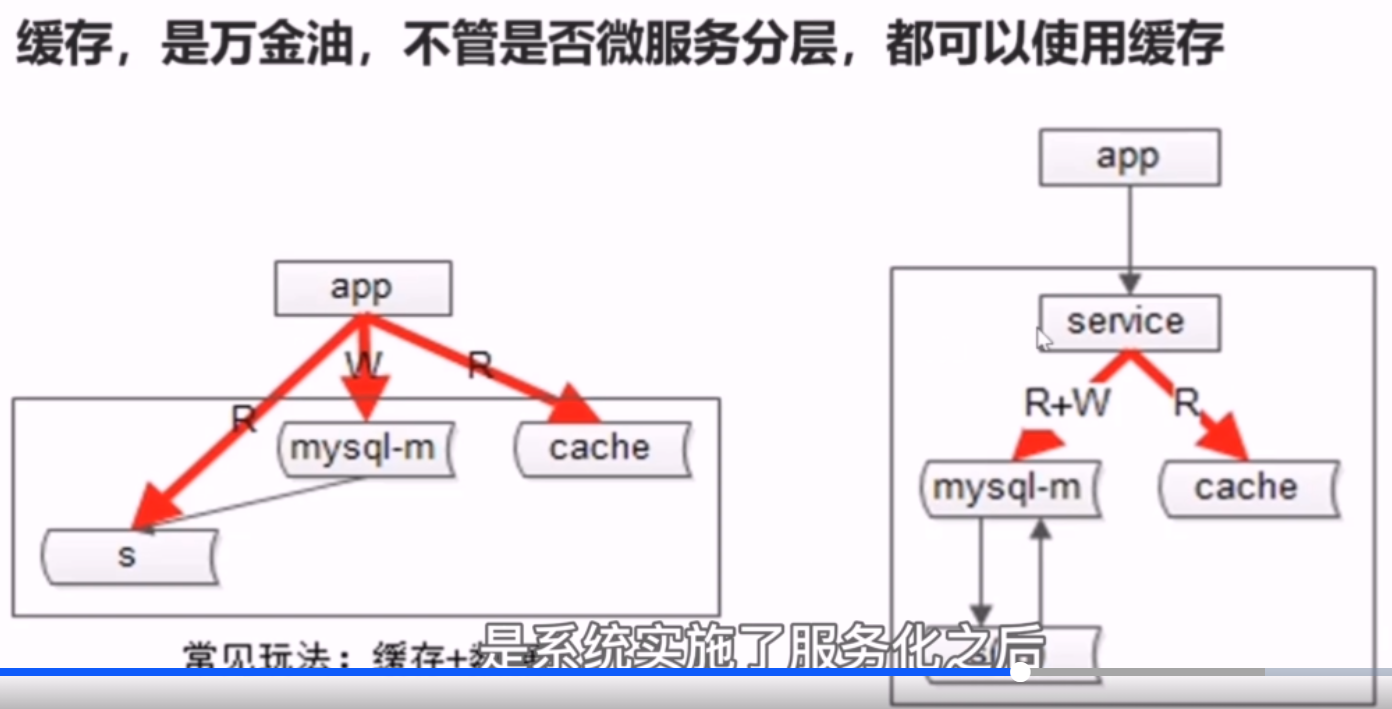 缓存，是万金油，不管是否微服务分层，都可以使用缓存
app
W
R
R
mysql-m
cache
s
app
service
R+W
R
mysql-m
cache
常见玩法：缓存+数
是系统实施了服务化之后